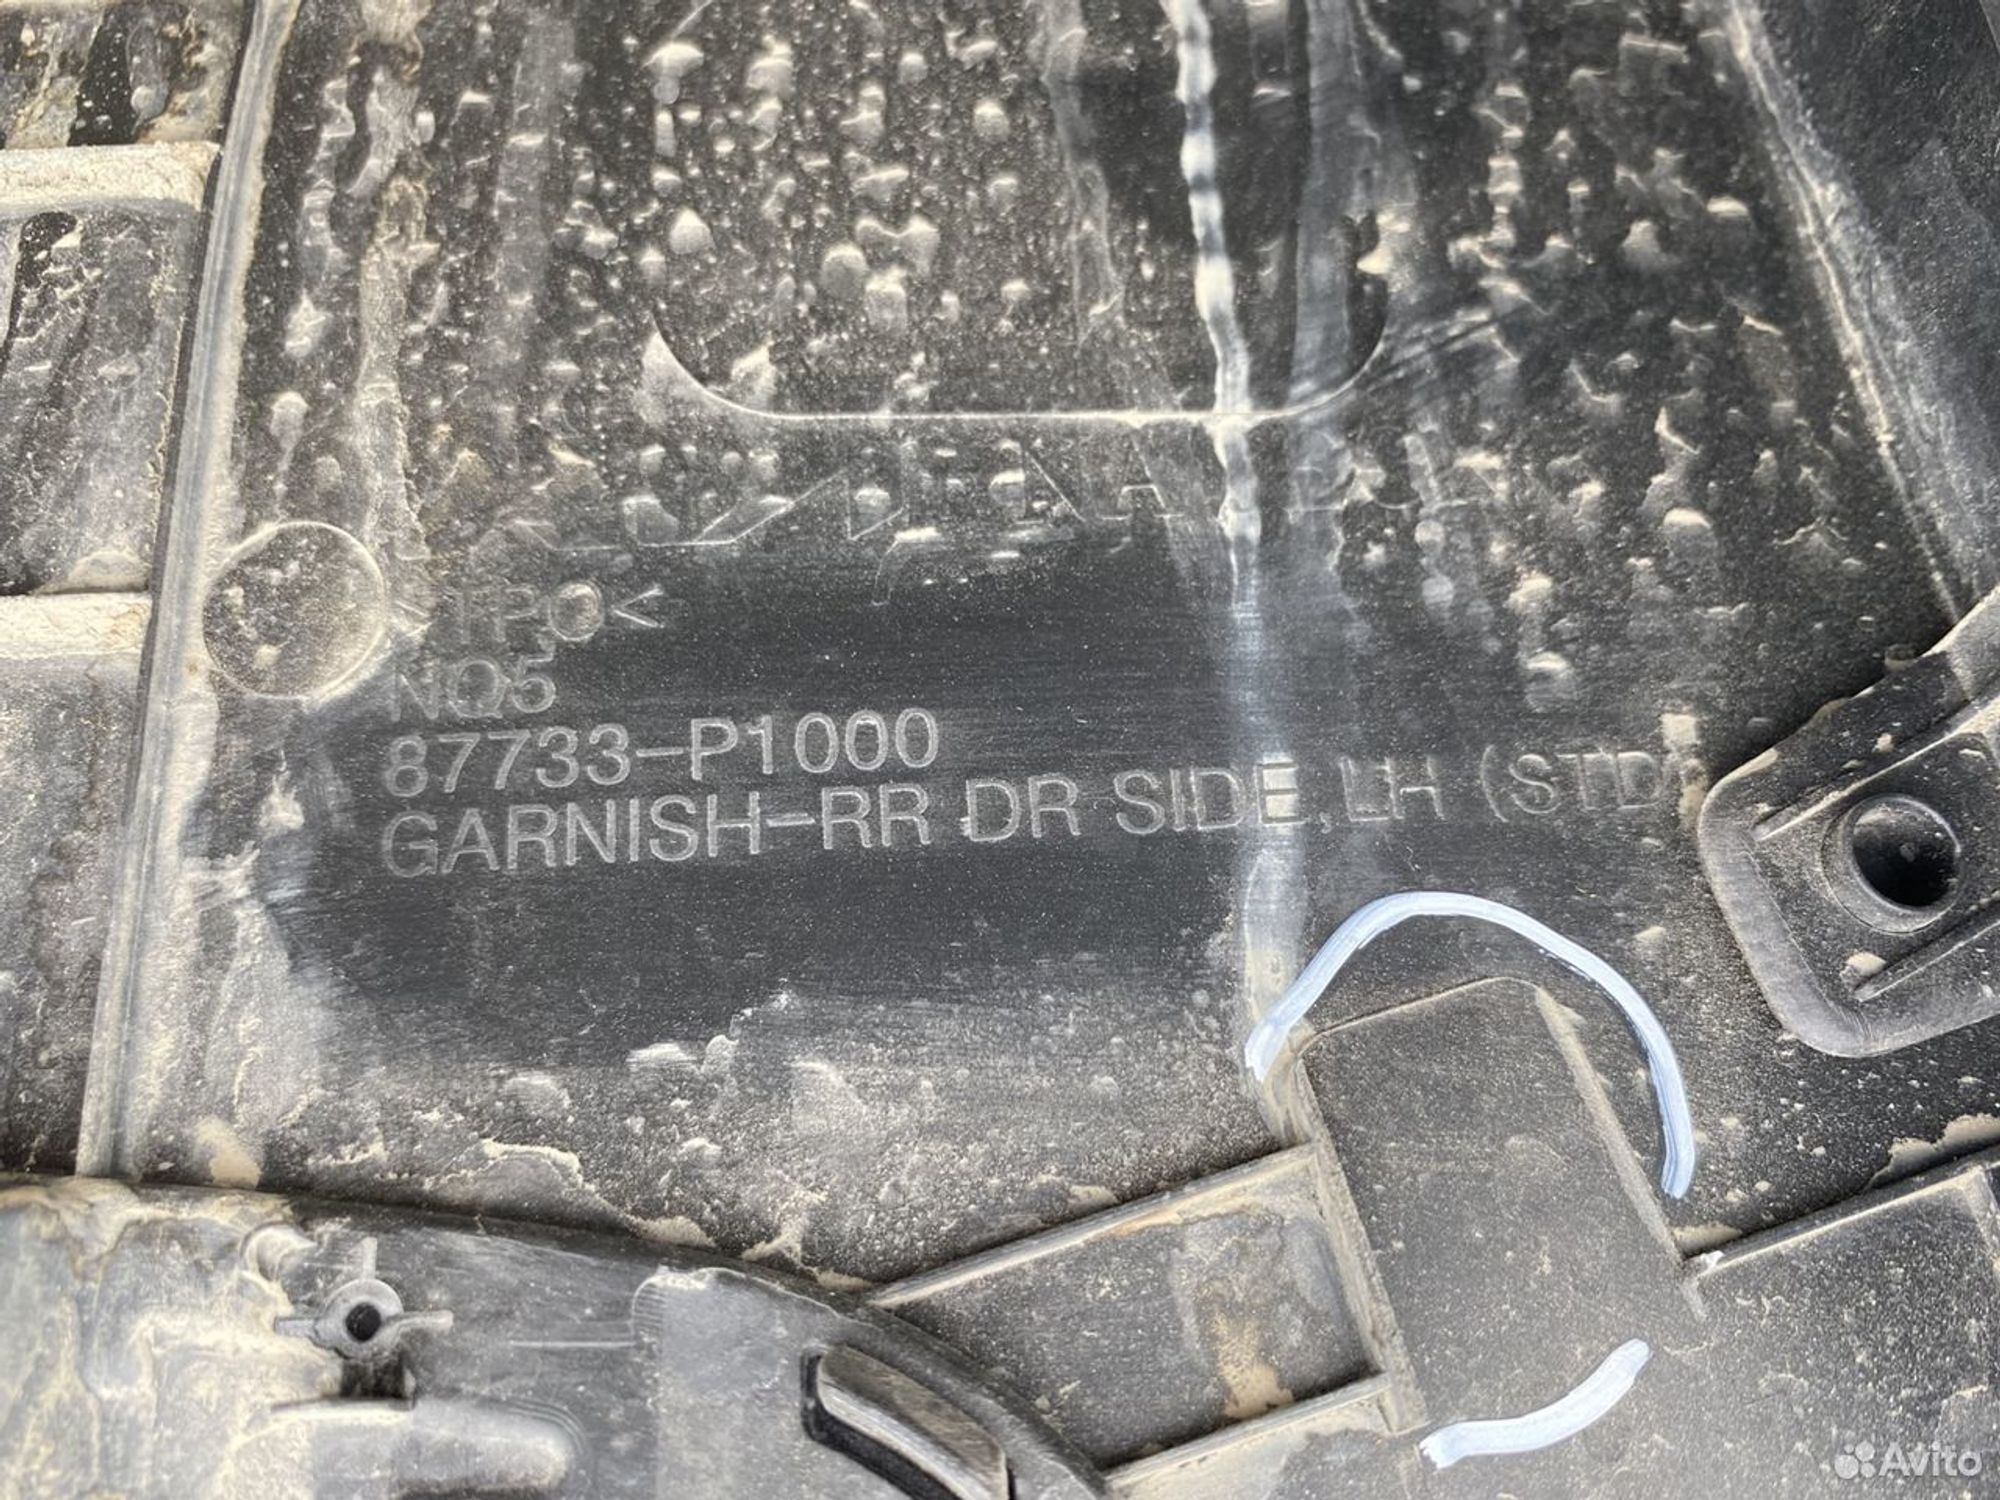 >TPO<
NQ5
87733-P1000
GARNISH-RR DR SIDE,LH (STD)
Avito